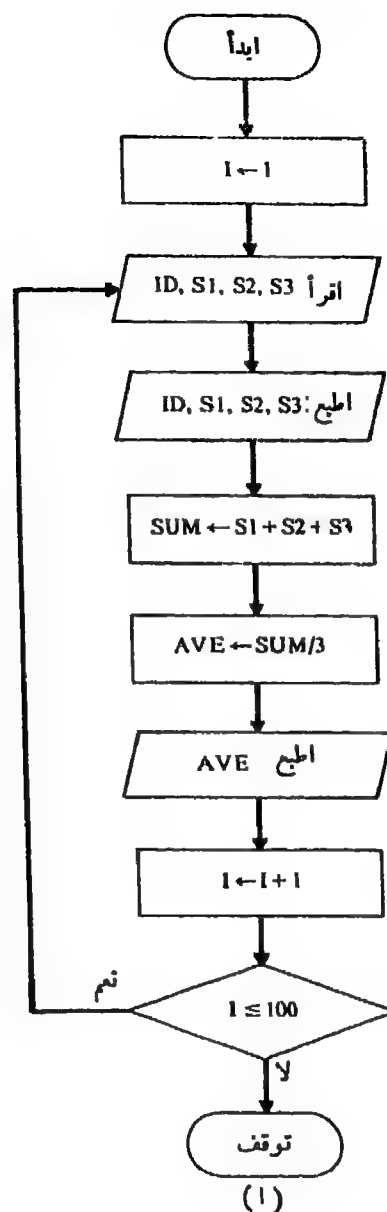 ابدأ
I ← 1
اقرأ ID, S1, S2, S3
اطبع: ID, S1, S2, S3
SUM ← S1 + S2 + S3
AVE ← SUM/3
اطبع AVE
I ← I + 1
I ≤ 100
نعم
لا
توقف
(١)